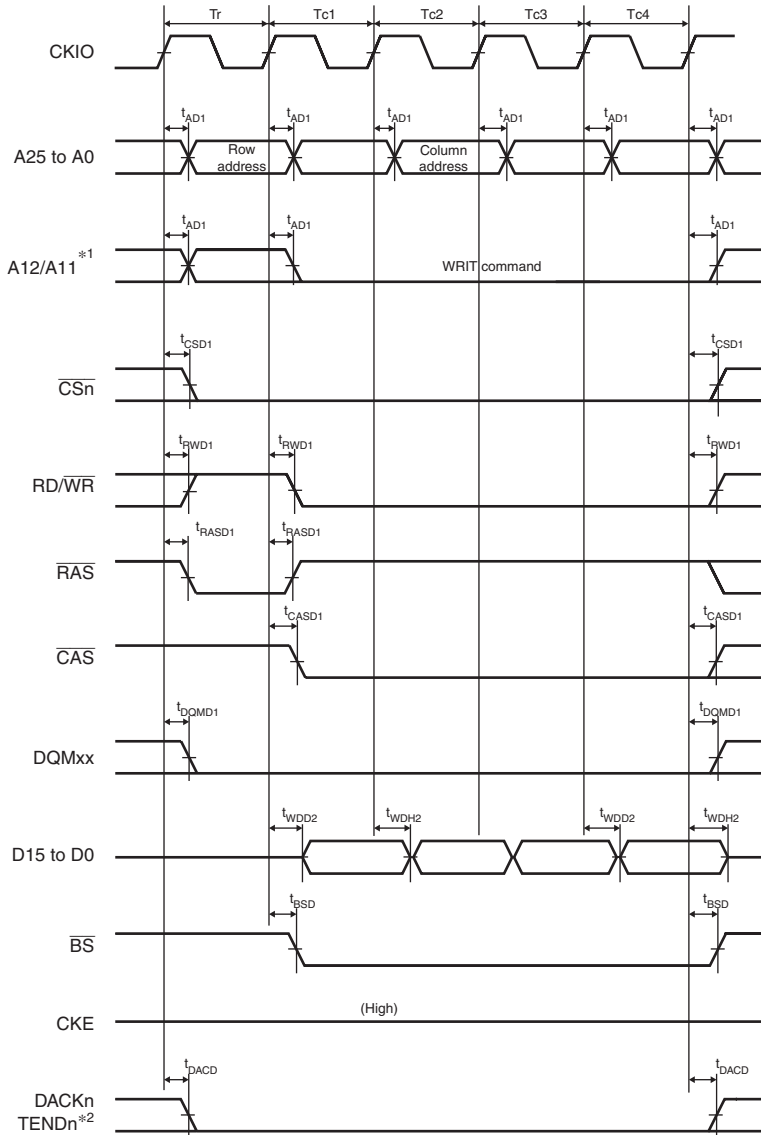 Tr Tc1 Tc2 Tc3 Tc4
CKIO
tAD1 tAD1 tAD1 tAD1 tAD1 tAD1
A25 to A0
Row address
Column address
tAD1 tAD1 tAD1
A12/A11*1
WRIT command
tCSD1 tCSD1
CSn
tRWD1 tRWD1 tRWD1
RD/WR
tRASD1 tRASD1
RAS
tCASD1 tCASD1
CAS
tDQMD1 tDQMD1
DQMxx
tWDD2 tWDH2 tWDD2 tWDH2
D15 to D0
tBSD tBSD
BS
(High)
CKE
tDACD tDACD
DACKn
TENDn*2